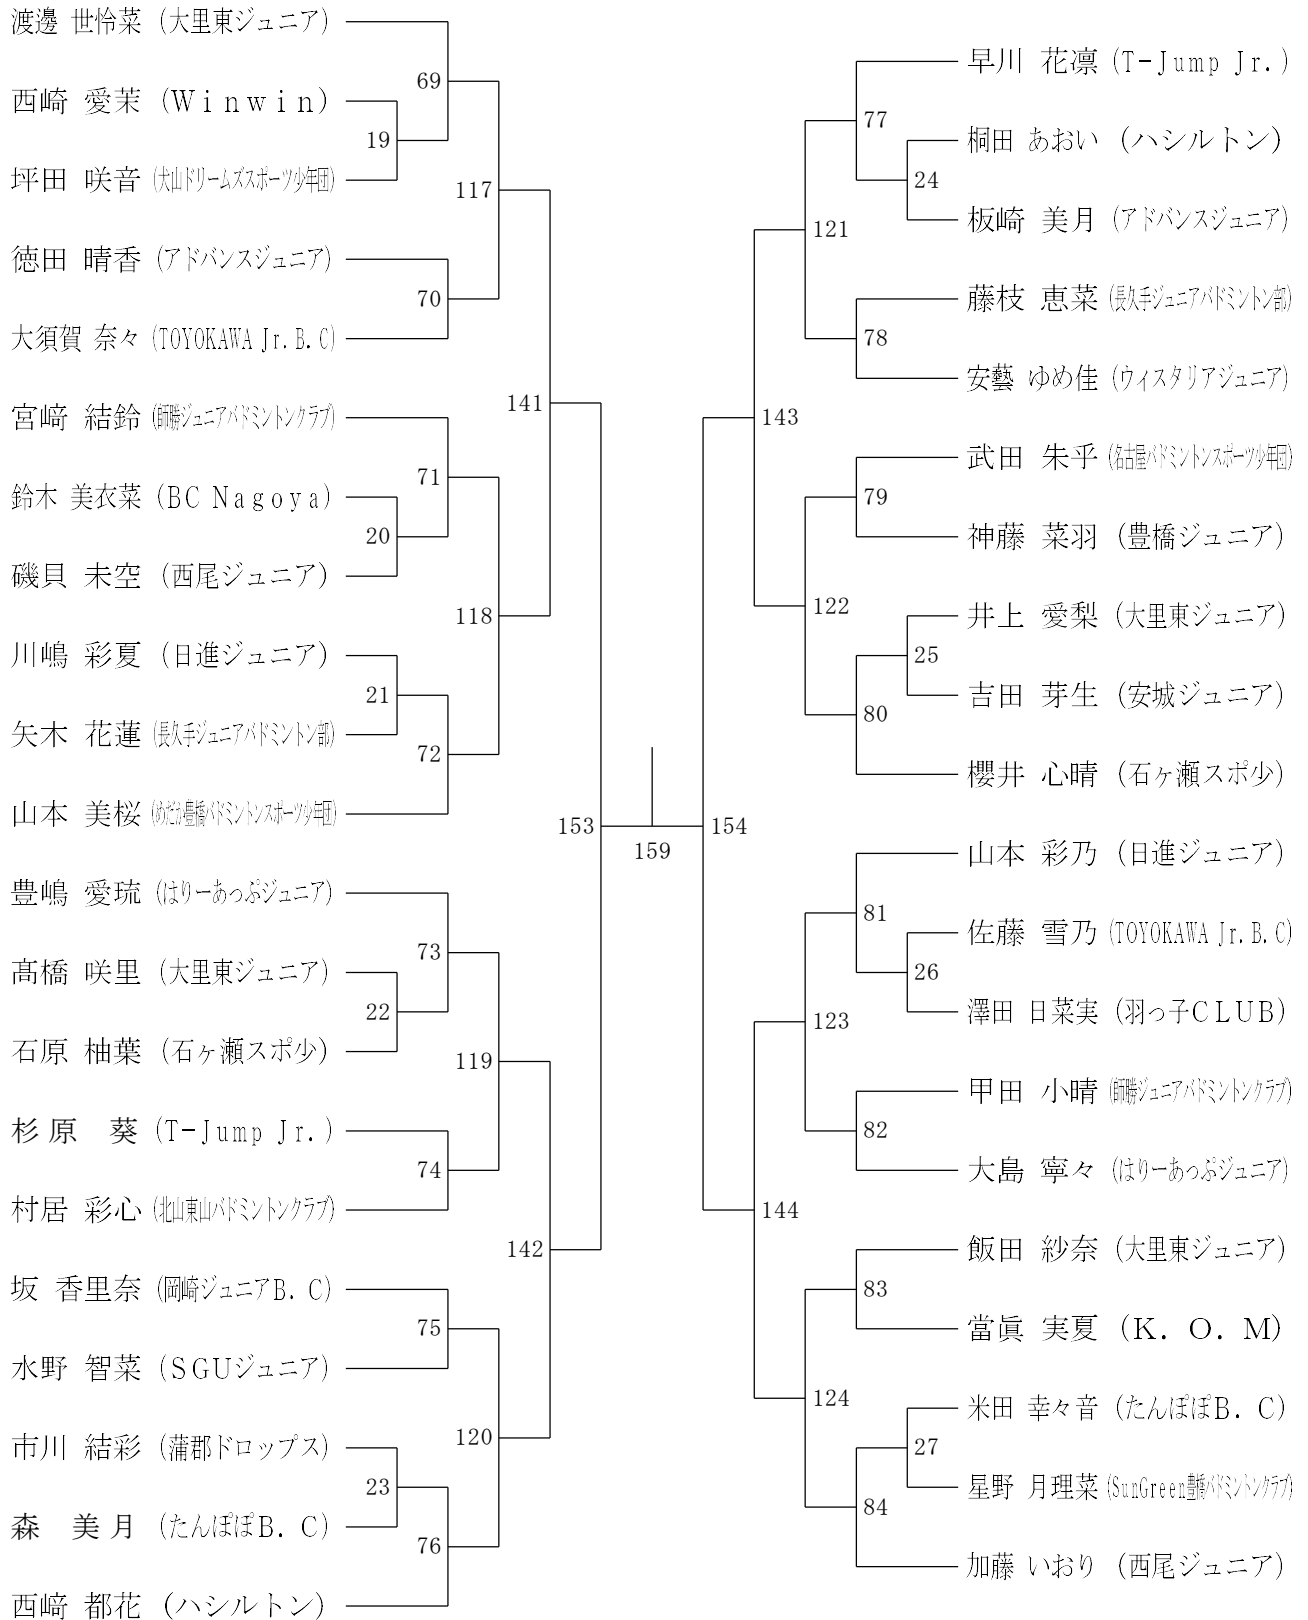 渡邊 世怜菜 (大里東ジュニア)
69
西崎 愛茉 (Winwin)
19
坪田 咲音 (犬山ドリームズスポーツ少年団)
117
徳田 晴香 (アドバンスジュニア)
70
大須賀 奈々 (TOYOKAWA Jr.B.C)
141
宮﨑 結鈴 (師勝ジュニアバドミントンクラブ)
71
鈴木 美衣菜 (BC Nagoya)
20
磯貝 未空 (西尾ジュニア)
118
川嶋 彩夏 (日進ジュニア)
21
矢木 花蓮 (長久手ジュニアバドミントン部)
72
山本 美桜 (めだか豊橋バドミントンスポーツ少年団)
153
豊嶋 愛琉 (はりーあっぷジュニア)
73
髙橋 咲里 (大里東ジュニア)
22
石原 柚葉 (石ヶ瀬スポ少)
119
杉原 葵 (T-Jump Jr.)
74
村居 彩心 (北山東山バドミントンクラブ)
142
坂 香里奈 (岡崎ジュニアB.C)
75
水野 智菜 (SGUジュニア)
120
市川 結彩 (蒲郡ドロップス)
23
森 美月 (たんぽぽB.C)
76
西﨑 都花 (ハシルトン)
159
早川 花凛 (T-Jump Jr.)
77
桐田 あおい (ハシルトン)
24
板崎 美月 (アドバンスジュニア)
121
藤枝 恵菜 (長久手ジュニアバドミントン部)
78
安藝 ゆめ佳 (ウィスタリアジュニア)
143
武田 朱乎 (名古屋バドミントンスポーツ少年団)
79
神藤 菜羽 (豊橋ジュニア)
122
井上 愛梨 (大里東ジュニア)
25
吉田 芽生 (安城ジュニア)
80
櫻井 心晴 (石ヶ瀬スポ少)
154
山本 彩乃 (日進ジュニア)
81
佐藤 雪乃 (TOYOKAWA Jr.B.C)
26
澤田 日菜実 (羽っ子CLUB)
123
甲田 小晴 (師勝ジュニアバドミントンクラブ)
82
大島 寧々 (はりーあっぷジュニア)
144
飯田 紗奈 (大里東ジュニア)
83
當眞 実夏 (K.O.M)
124
米田 幸々音 (たんぽぽB.C)
27
星野 月理菜 (SunGreen豊橋バドミントンクラブ)
84
加藤 いおり (西尾ジュニア)